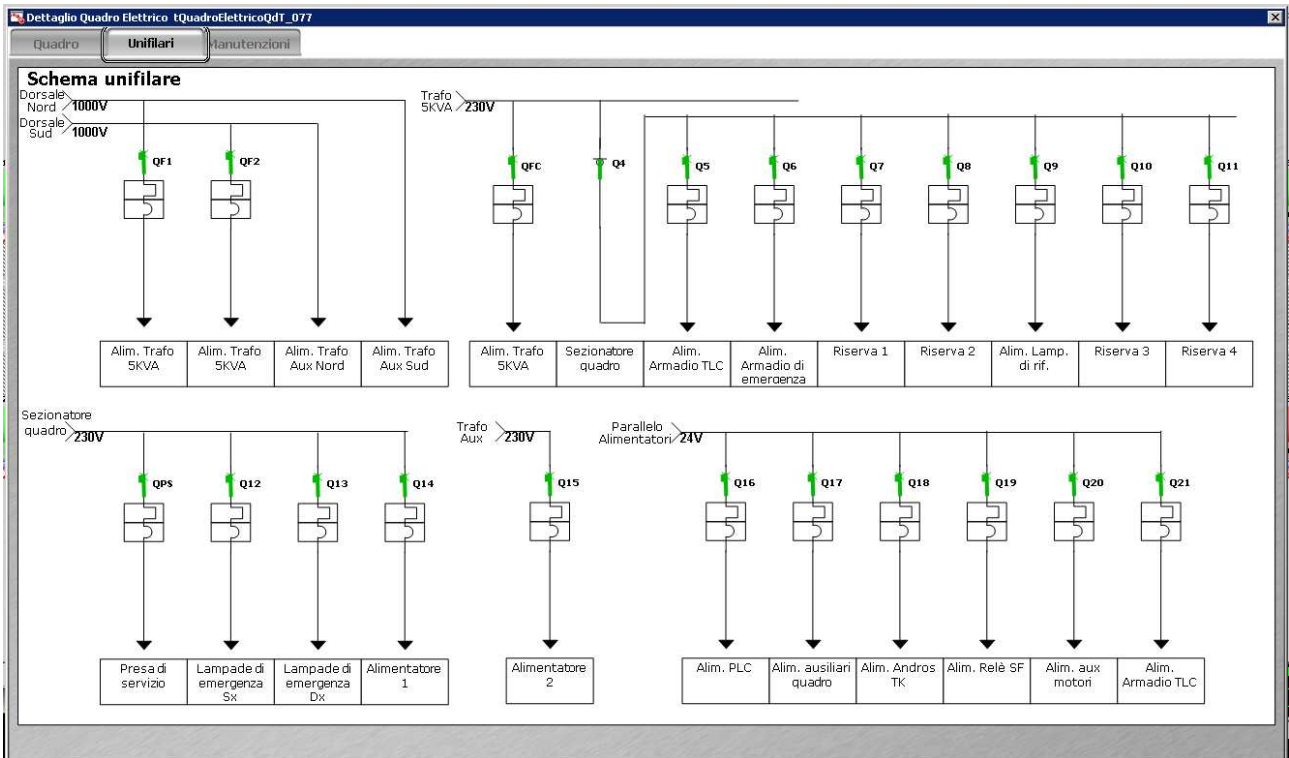 Dettaglio Quadro Elettrico tQuadroElettricoQdT_077
Quadro
Unifilari
Manutenzioni
Schema unifilare
Dorsale
Nord
1000V
Dorsale
Sud
1000V
QF1
QF2
Alim. Trafo
5KVA
Alim. Trafo
5KVA
Alim. Trafo
Aux Nord
Alim. Trafo
Aux Sud
Trafo
5KVA
230V
QFC
Q4
Q5
Q6
Q7
Q8
Q9
Q10
Q11
Alim. Trafo
5KVA
Sezionatore
quadro
Alim.
Armadio TLC
Alim.
Armadio di
emergenza
Riserva 1
Riserva 2
Alim. Lamp.
di rif.
Riserva 3
Riserva 4
Sezionatore
quadro
230V
QPS
Q12
Q13
Q14
Presa di
servizio
Lampade di
emergenza
Sx
Lampade di
emergenza
Dx
Alimentatore
1
Trafo
Aux
230V
Q15
Alimentatore
2
Parallelo
Alimentatori
24V
Q16
Q17
Q18
Q19
Q20
Q21
Alim. PLC
Alim. ausiliari
quadro
Alim. Andros
TK
Alim. Relè SF
Alim. aux
motori
Alim.
Armadio TLC